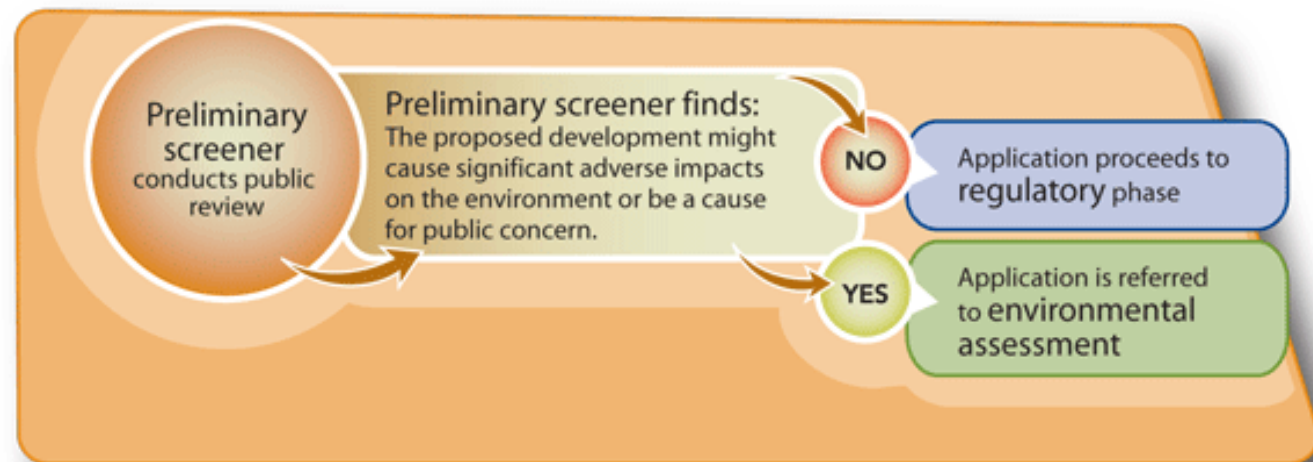 Preliminary
screener
conducts public
review
Preliminary screener finds:
The proposed development might
cause significant adverse impacts
on the environment or be a cause
for public concern.
NO
Application proceeds to
regulatory phase
YES
Application is referred
to environmental
assessment